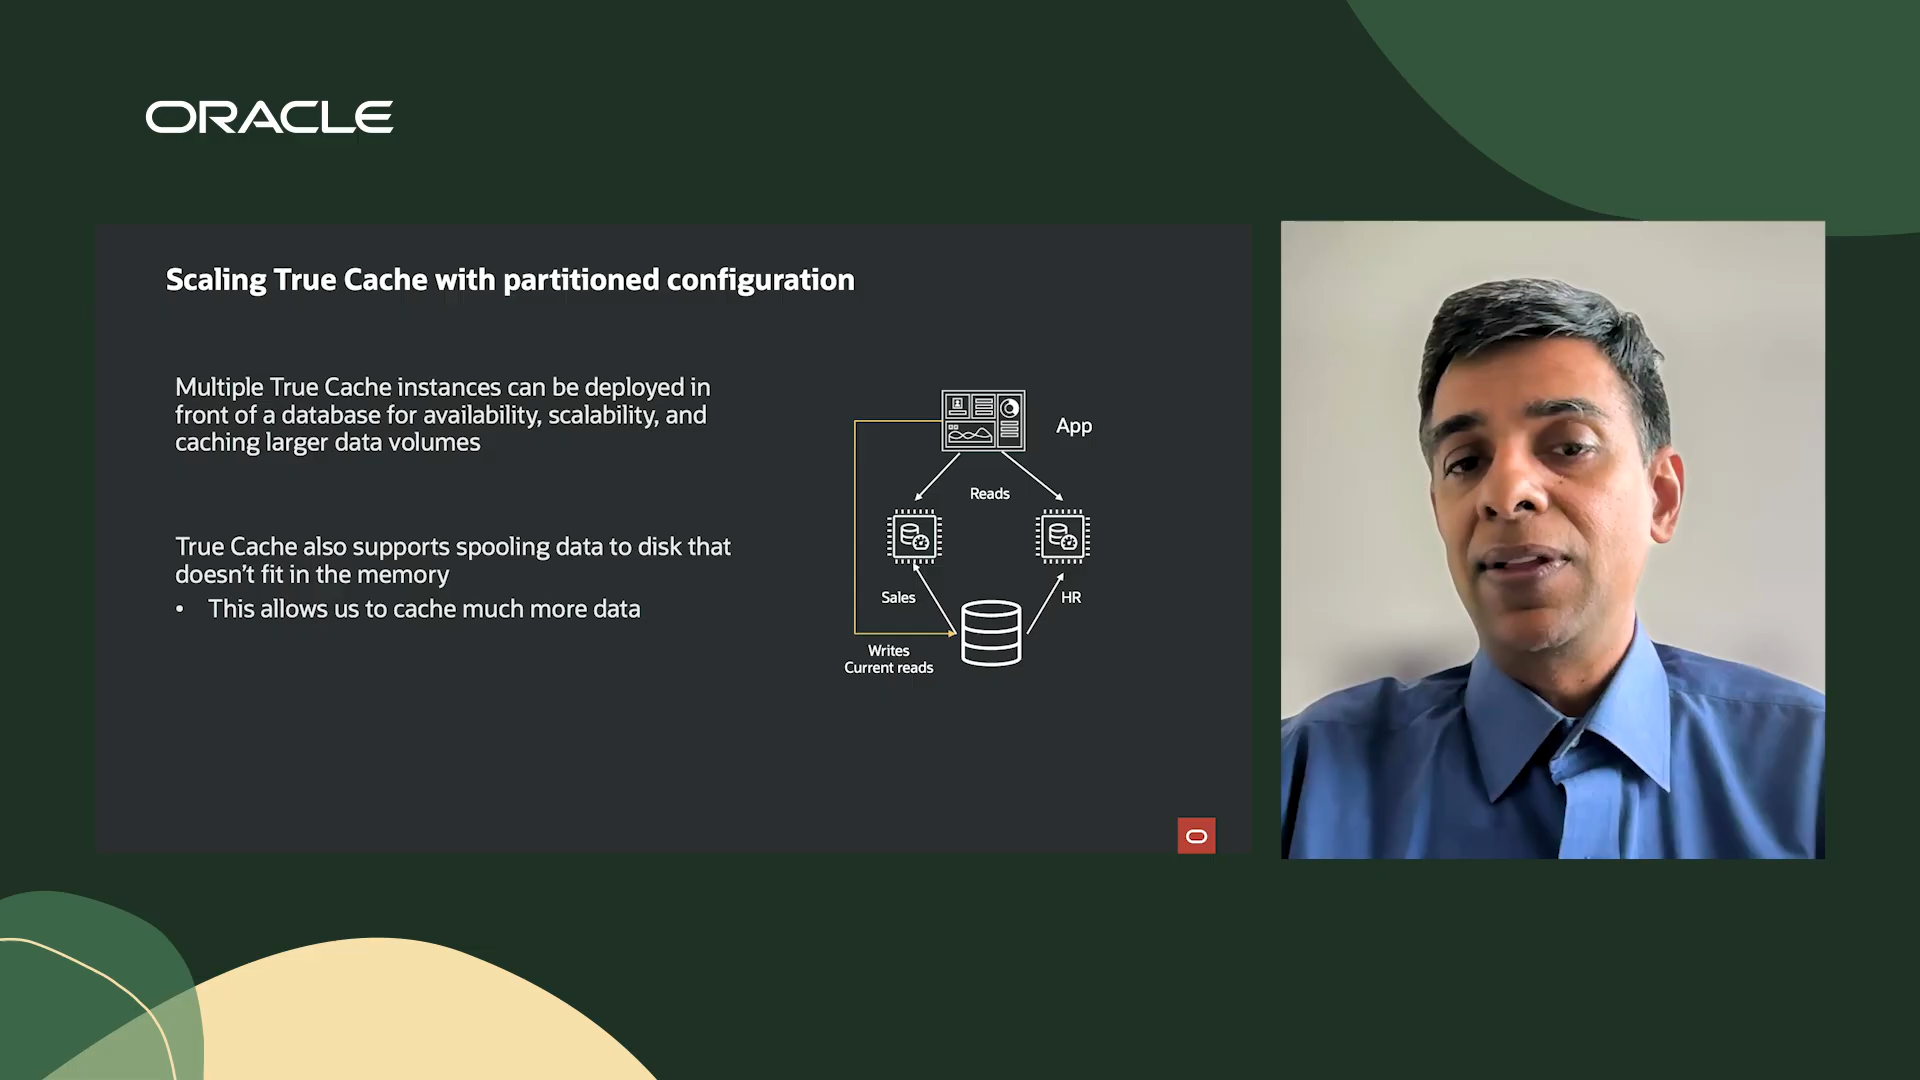 ORACLE
Scaling True Cache with partitioned configuration
Multiple True Cache instances can be deployed in
front of a database for availability, scalability, and
caching larger data volumes
True Cache also supports spooling data to disk that
doesn't fit in the memory
• This allows us to cache much more data
App
Reads
Sales
HR
Writes
Current reads